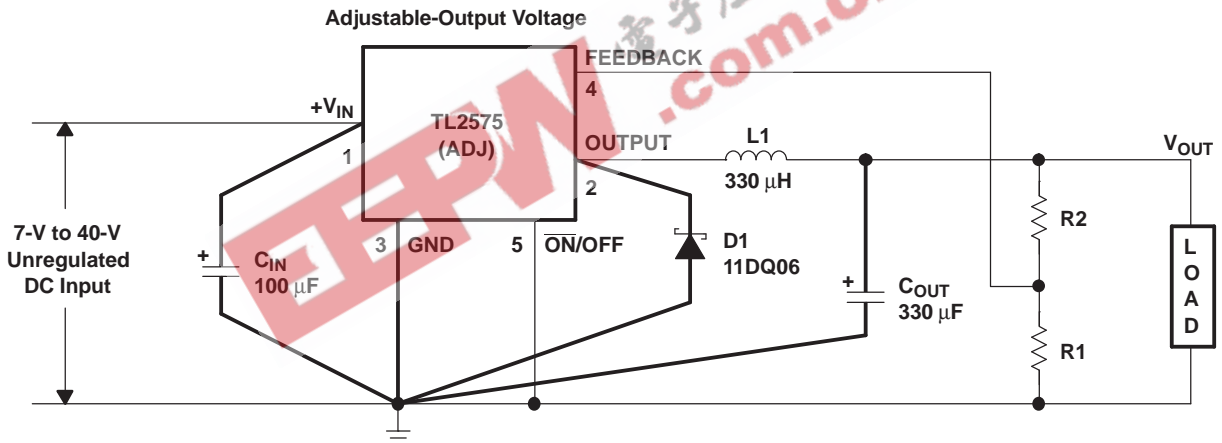 Adjustable-Output Voltage
FEEDBACK
4
+VIN
TL2575
(ADJ)
1
OUTPUT
2
L1
330 μH
VOUT
7-V to 40-V
Unregulated
DC Input
+
CIN
100 μF
3 GND
5 ON/OFF
D1
11DQ06
+
COUT
330 μF
R2
R1
LOAD
EEPW
.com.c